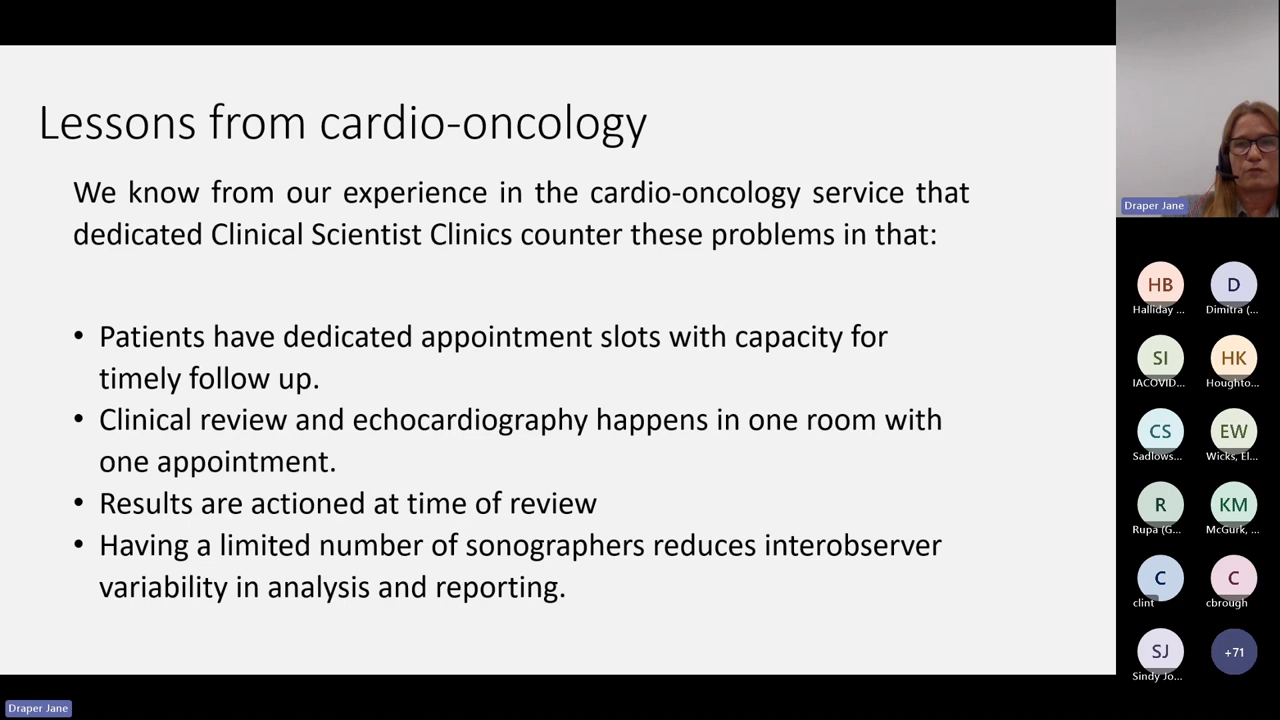 Lessons from cardio-oncology
We know from our experience in the cardio-oncology service that
dedicated Clinical Scientist Clinics counter these problems in that:
• Patients have dedicated appointment slots with capacity for
timely follow up.
• Clinical review and echocardiography happens in one room with
one appointment.
• Results are actioned at time of review
• Having a limited number of sonographers reduces interobserver
variability in analysis and reporting.
Draper Jane
HB D
Halliday ... Dimitra (...
SI HK
IACOVID... Houghto...
CS EW
Sadlows... Wicks, El...
R KM
Rupa (G... McGurk, ...
C C
clint cbrough
SJ +71
Sindy Jo...
Draper Jane